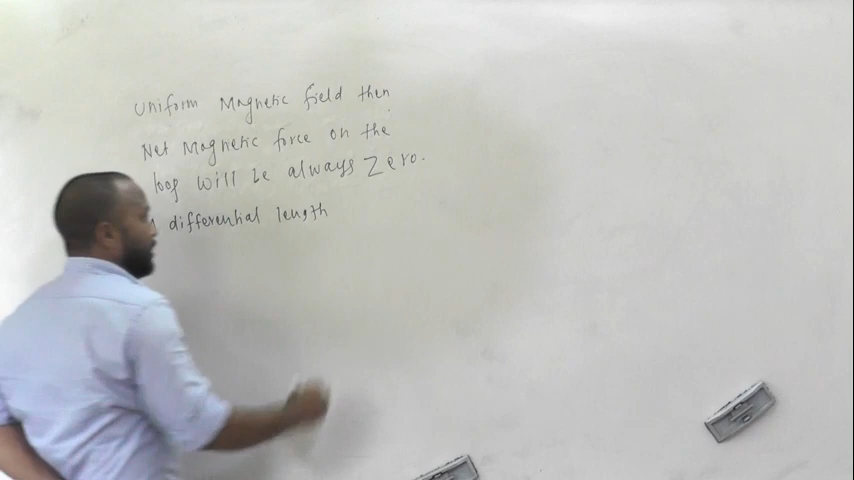 Uniform Magnetic field then
Net Magnetic force on the
loop will be always Zero.
differential length